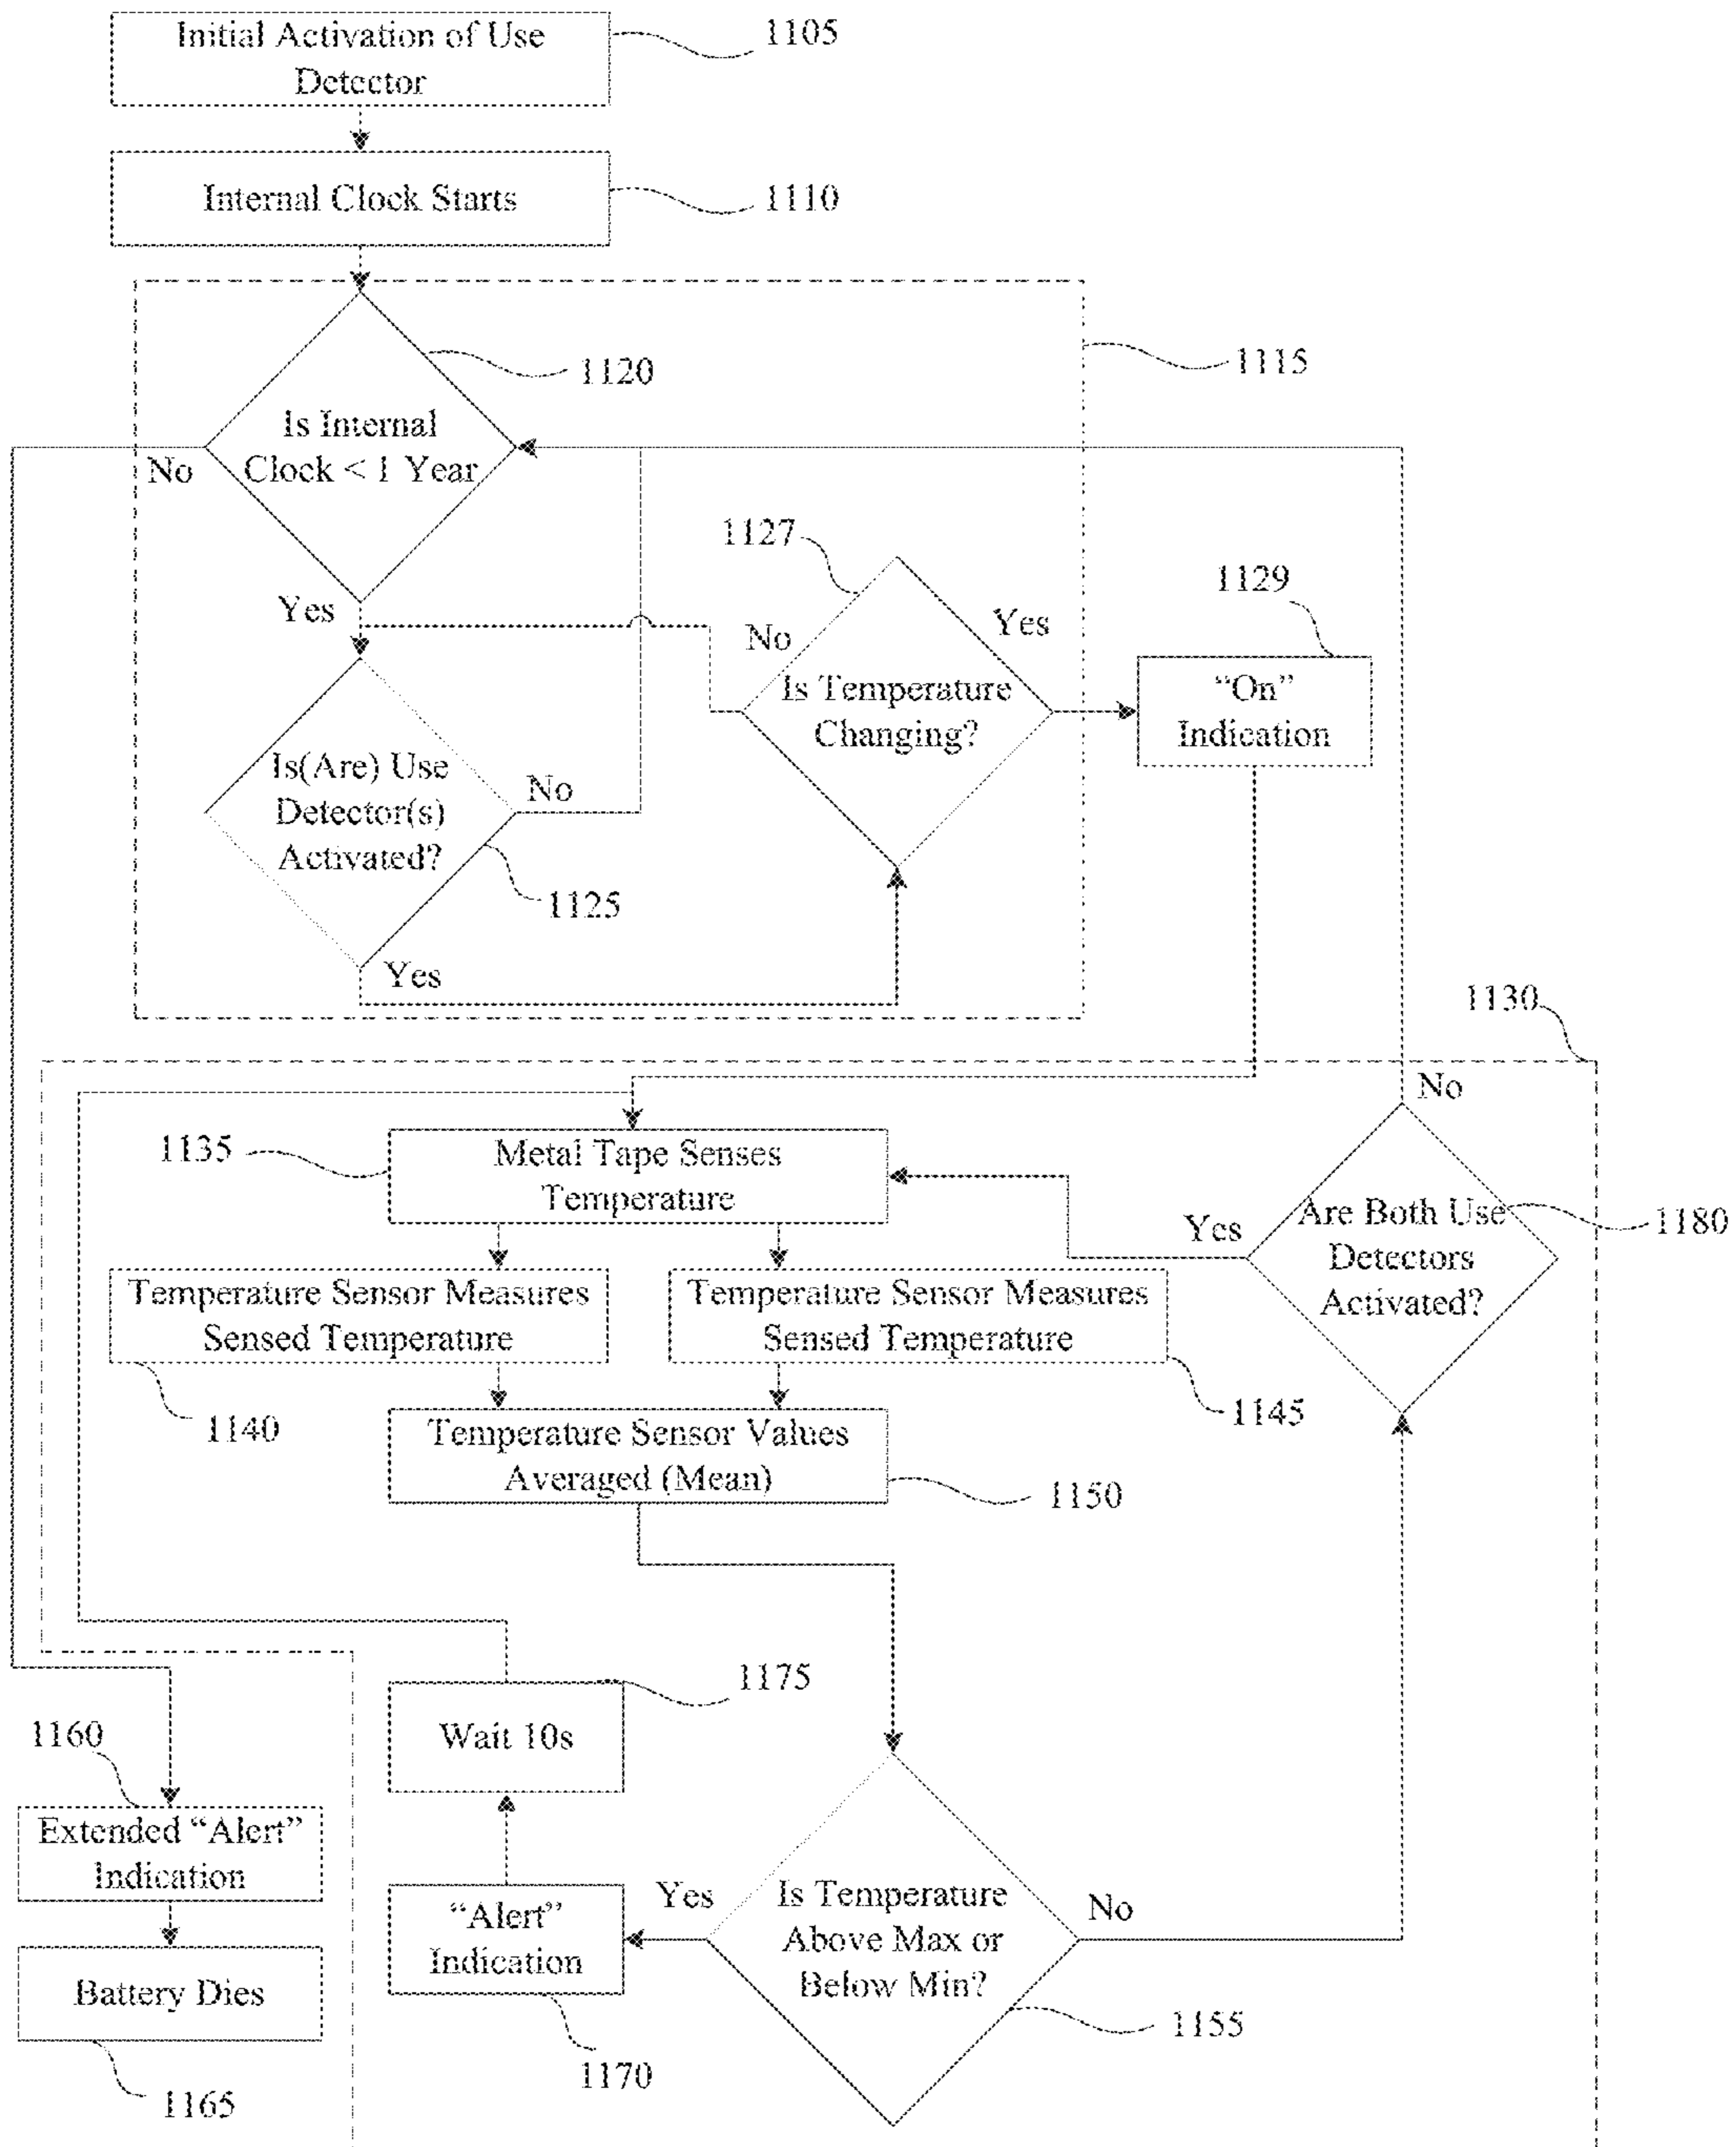 Initial Activation of Use
Detector
1105
Internal Clock Starts
1110
1115
1120
Is Internal
Clock < 1 Year
No
Yes
1127
No
Yes
Is Temperature
Changing?
1129
“On”
Indication
Is(Are) Use
Detector(s)
Activated?
No
1125
Yes
1130
No
1135
Metal Tape Senses
Temperature
Yes
Are Both Use
Detectors
Activated?
1180
Temperature Sensor Measures
Sensed Temperature
Temperature Sensor Measures
Sensed Temperature
1140
1145
Temperature Sensor Values
Averaged (Mean)
1150
1175
Wait 10s
1160
Extended “Alert”
Indication
“Alert”
Indication
Yes
Is Temperature
Above Max or
Below Min?
No
Battery Dies
1155
1170
1165